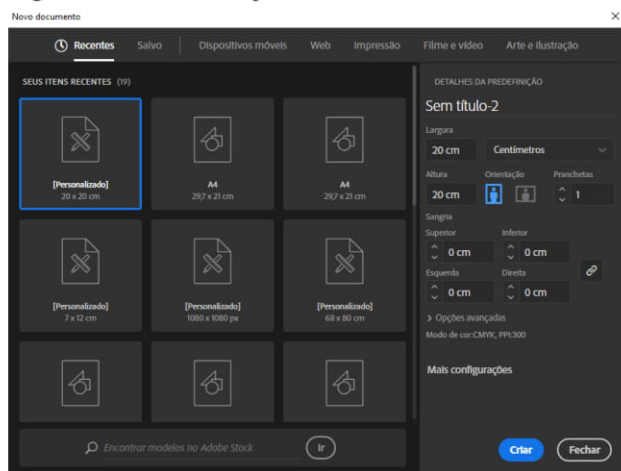 Novo documento
Recentes Salvo Dispositivos móveis Web Impressão Filme e vídeo Arte e ilustração
SEUS ITENS RECENTES (19)
[Personalizado]
20 x 20 cm
A4
29,7 x 21 cm
A4
29,7 x 21 cm
[Personalizado]
7 x 12 cm
[Personalizado]
1080 x 1080 px
[Personalizado]
68 x 80 cm
Encontrar modelos no Adobe Stock
Ir
DETALHES DA PREDEFINIÇÃO
Sem título-2
Largura
20 cm Centímetros
Altura Orientação Pranchetas
20 cm 1
Sangria
Superior Inferior
0 cm 0 cm
Esquerda Direita
0 cm 0 cm
> Opções avançadas
Modo de cor:CMYK, PPI:300
Mais configurações
Criar Fechar